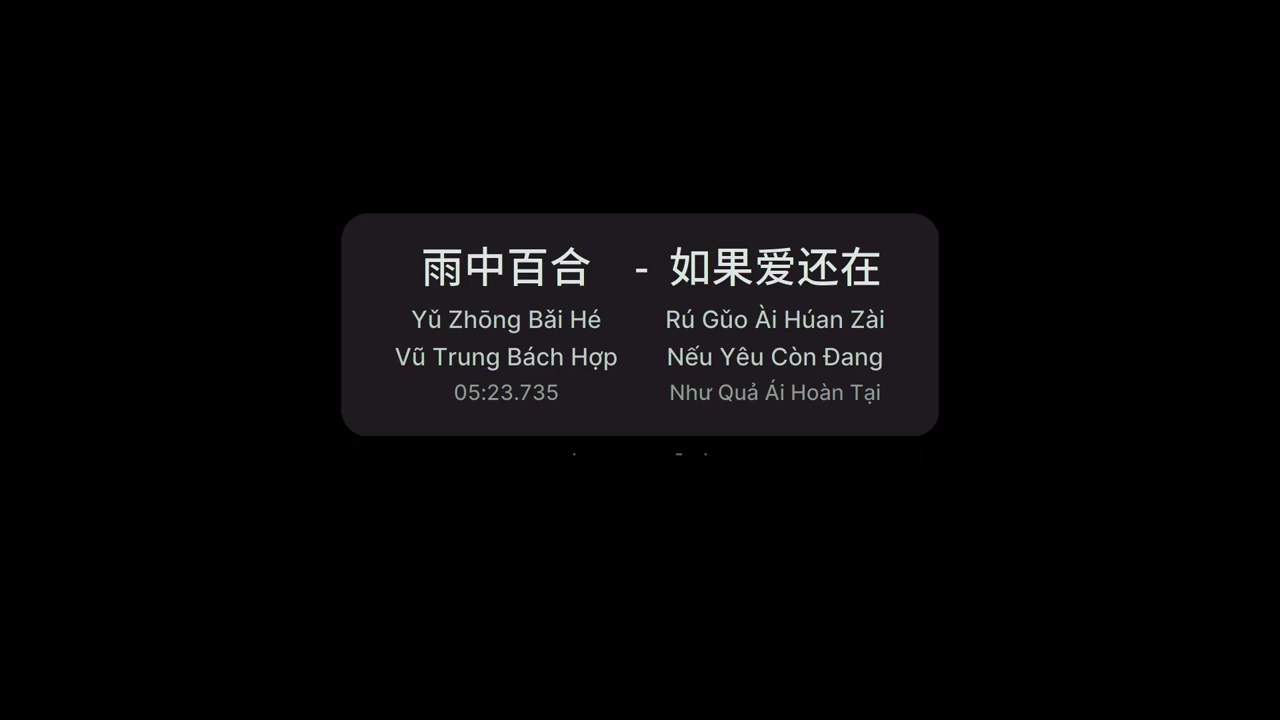 雨中百合 - 如果爱还在
Yǔ Zhōng Bǎi Hé Rú Gǔo Ài Húan Zài
Vũ Trung Bách Hợp Nếu Yêu Còn Đang
05:23.735 Như Quả Ái Hoàn Tại